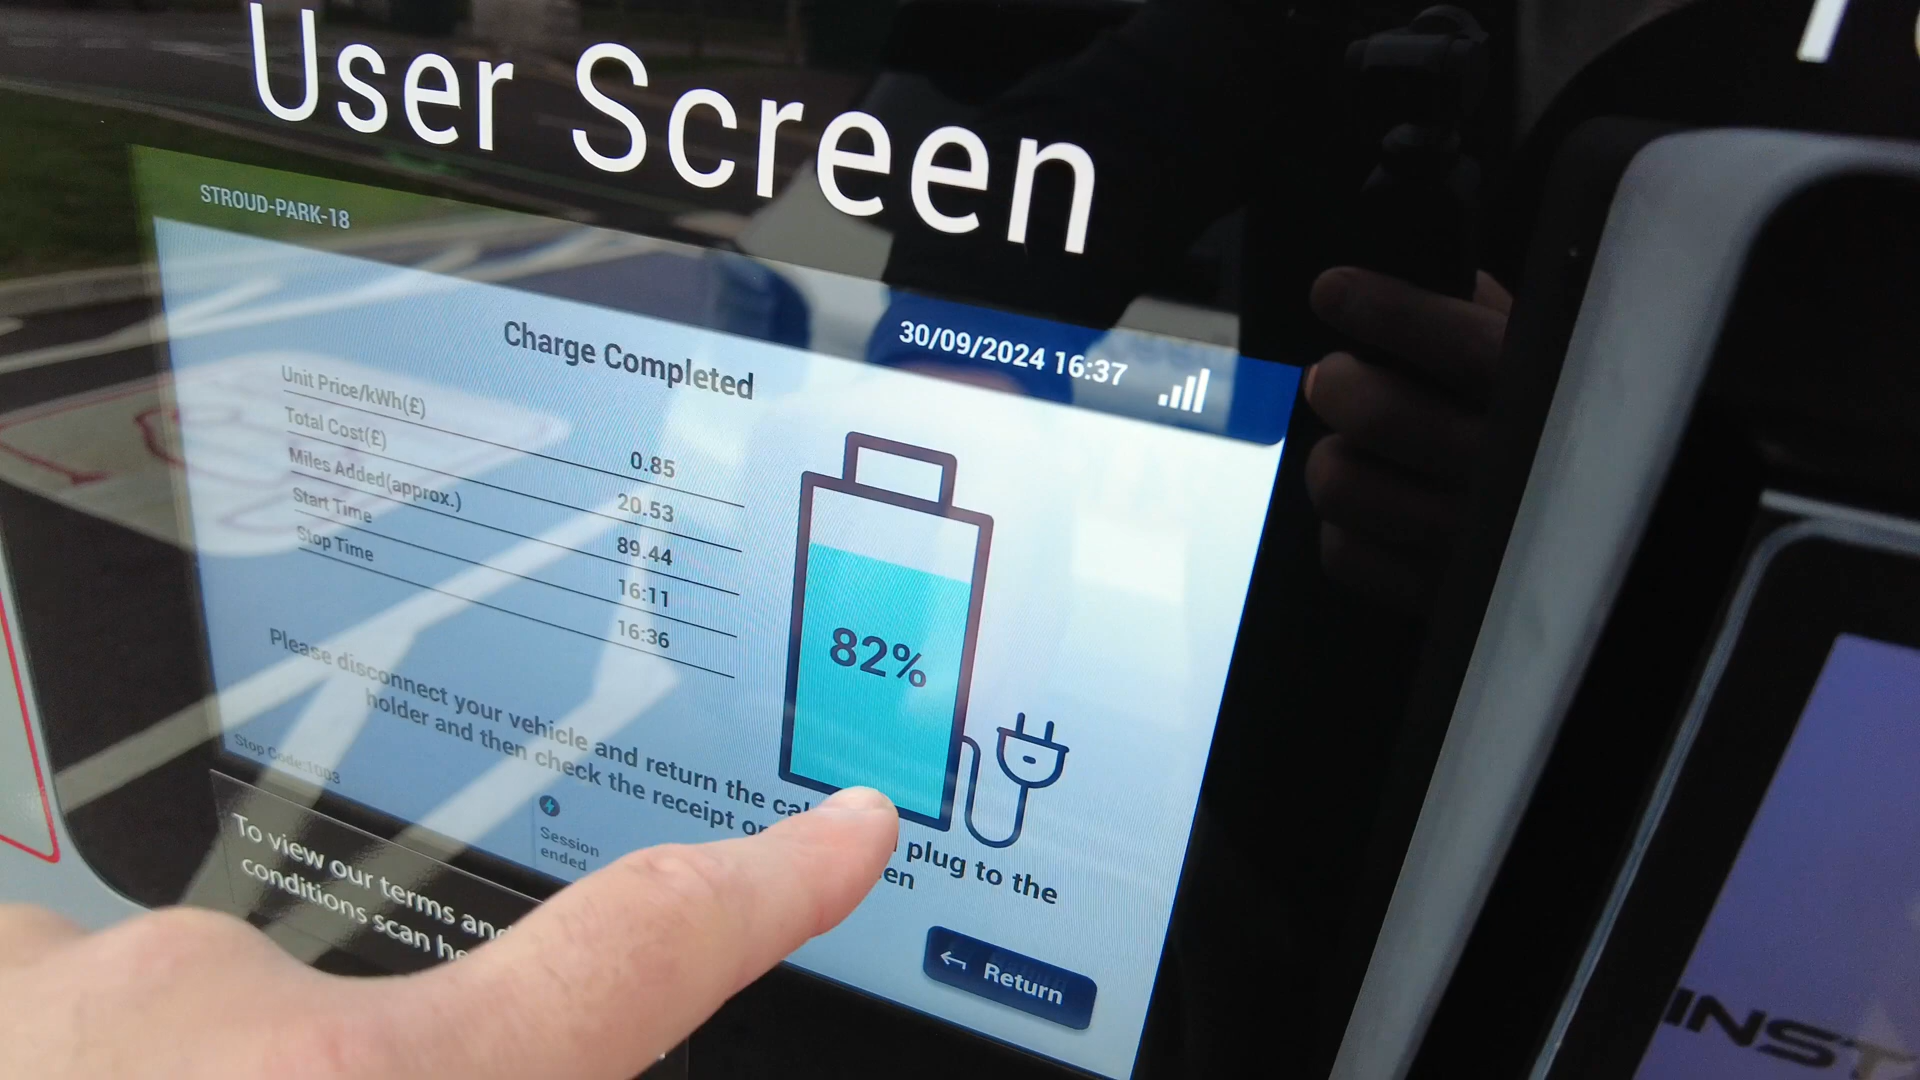 User Screen
STROUD-PARK-18
30/09/2024 16:37
Charge Completed
Unit Price/kWh(£) 0.85
Total Cost(£) 20.53
Miles Added(approx.) 89.44
Start Time 16:11
Stop Time 16:36
82%
Please disconnect your vehicle and return the plug to the
holder and then check the receipt
Stop Code:1003
Session
ended
Return
To view our terms and
conditions scan
INST